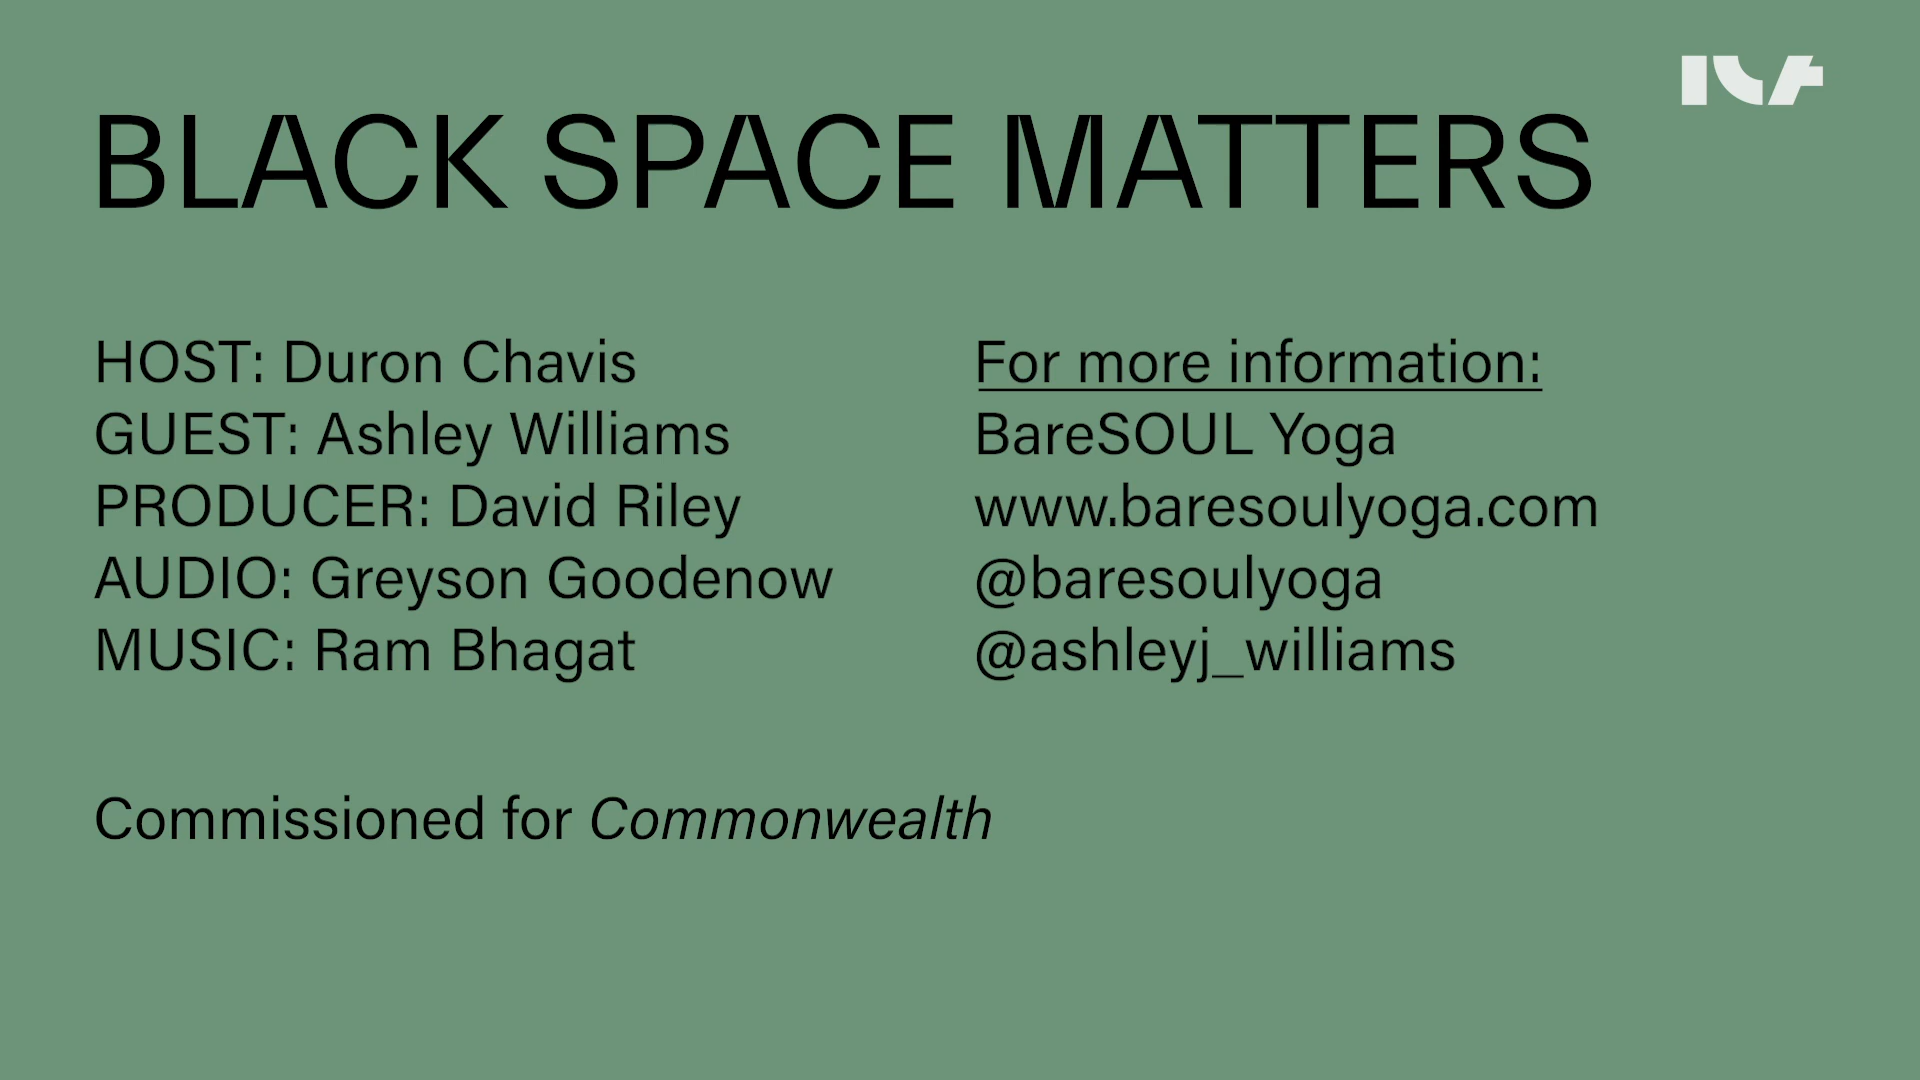 ICA
BLACK SPACE MATTERS
HOST: Duron Chavis
GUEST: Ashley Williams
PRODUCER: David Riley
AUDIO: Greyson Goodenow
MUSIC: Ram Bhagat
For more information:
BareSOUL Yoga
www.baresoulyoga.com
@baresoulyoga
@ashleyj_williams
Commissioned for Commonwealth